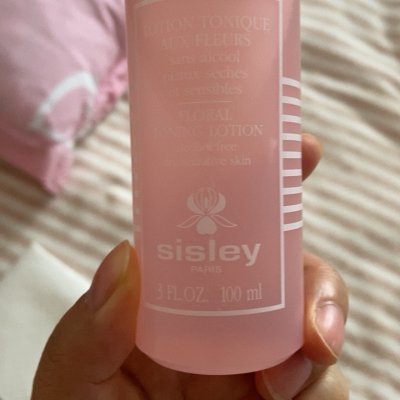 LOTION TONIQUE
AUX FLEURS
sans alcool
peaux sèches
et sensibles
FLORAL
TONING LOTION
alcohol-free
dry/sensitive skin
sisley
PARIS
3 FL.OZ. 100 ml